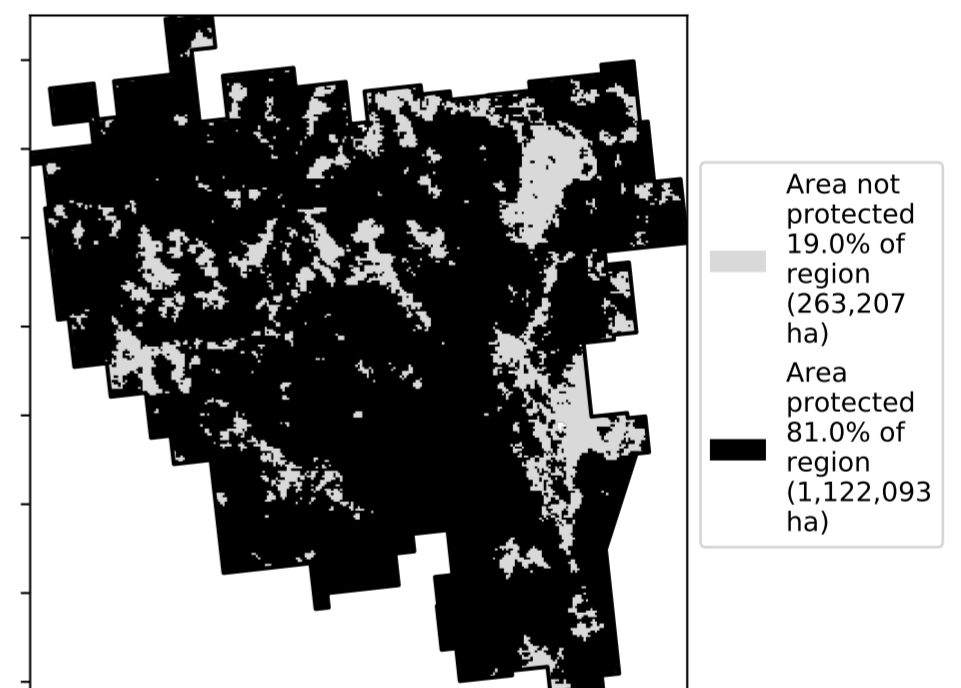 Area not
protected
19.0% of
region
(263,207
ha)
Area
protected
81.0% of
region
(1,122,093
ha)